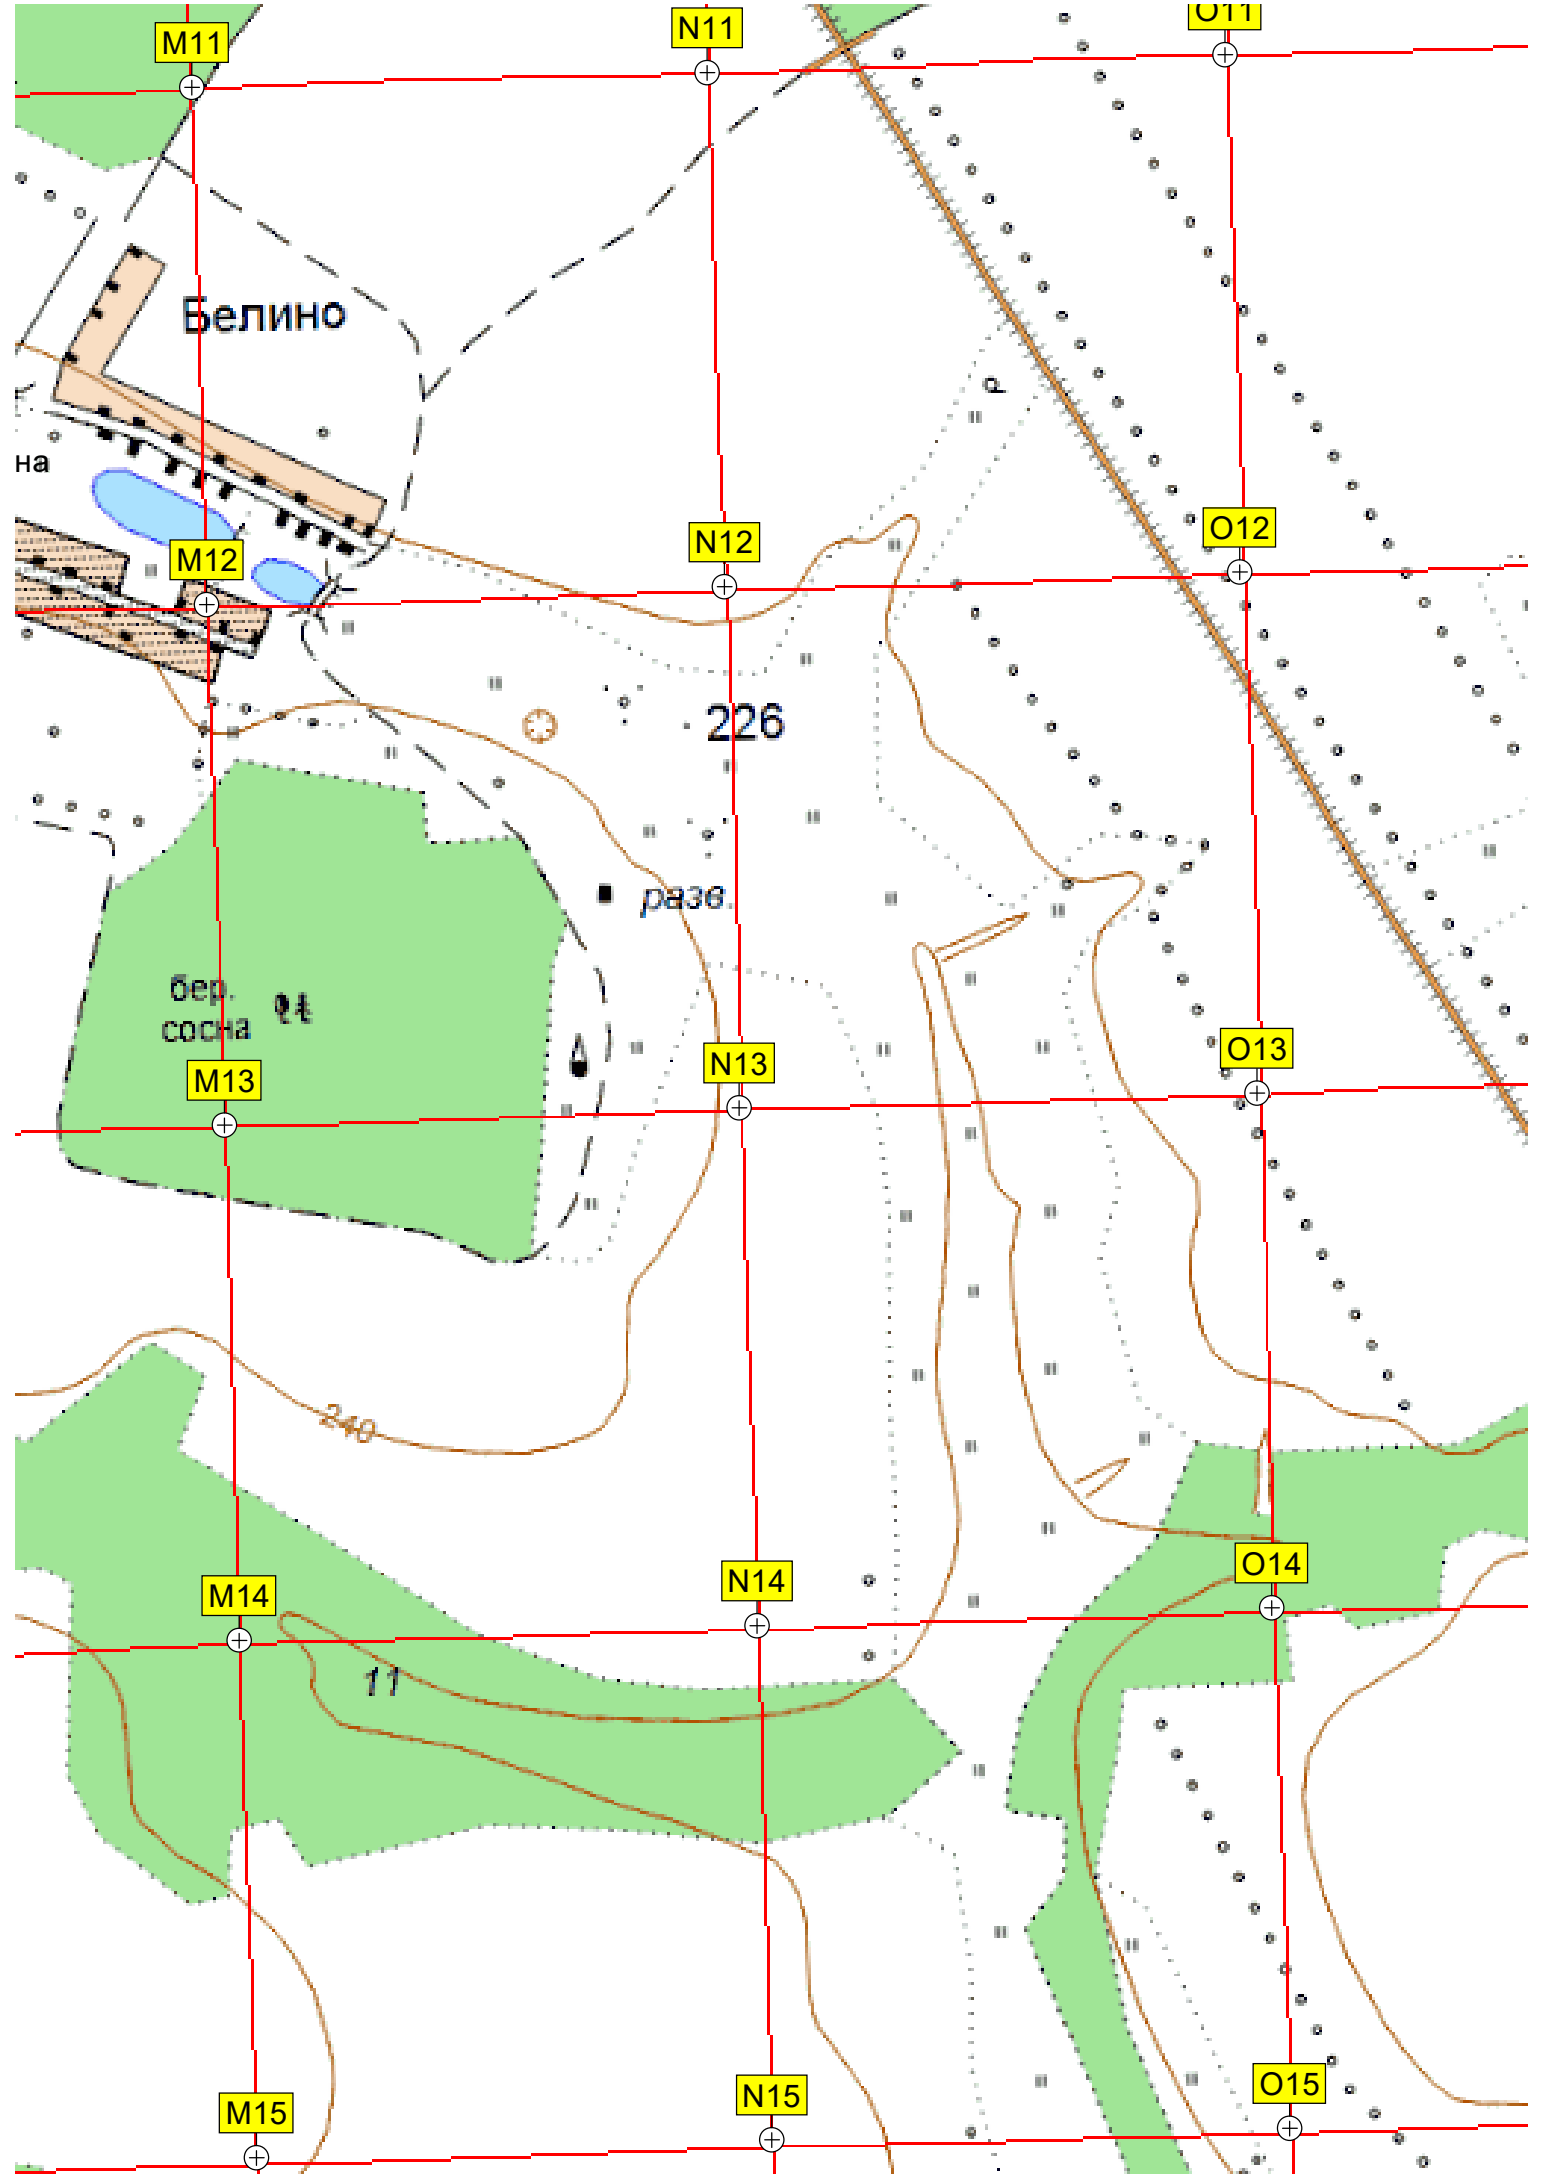 M11
N11
O11
Белино
р
на
M12
N12
O12
226
разв.
бер.
сосна
M13
N13
O13
240
M14
N14
O14
11
M15
N15
O15